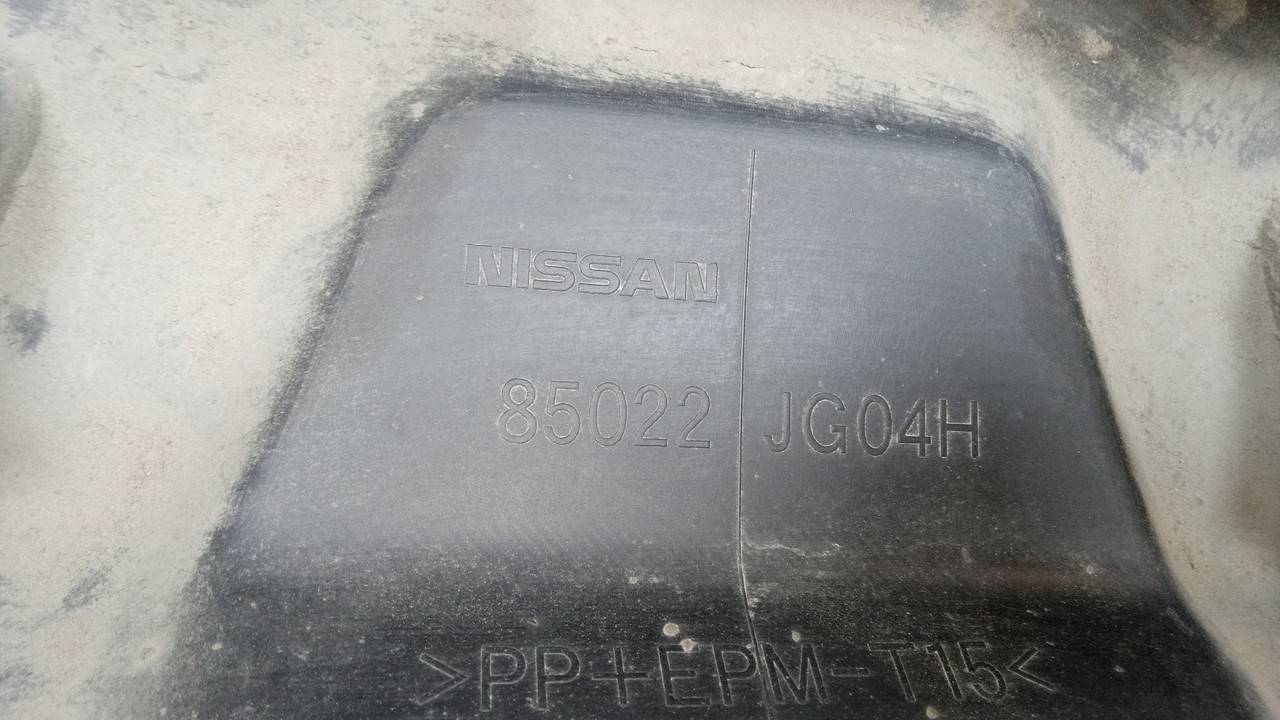 NISSAN
85022 JG04H
>PP+EPM-T15<